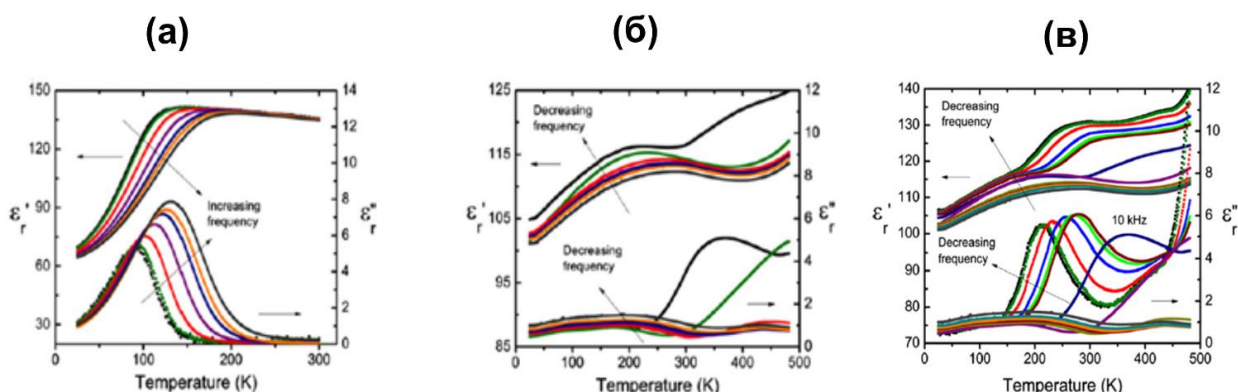 (а)
150
120
90
60
30
ε'r
14
12
10
8
6
4
2
0
ε"r
Increasing
frequency
0 100 200 300
Temperature (K)
(б)
125
115
105
95
85
ε'r
12
10
8
6
4
2
0
ε"r
Decreasing
frequency
Decreasing
frequency
0 100 200 300 400 500
Temperature (K)
(в)
140
130
120
110
100
90
80
70
ε'r
12
10
8
6
4
2
0
ε"r
Decreasing
frequency
10 kHz
Decreasing
frequency
0 100 200 300 400 500
Temperature (K)